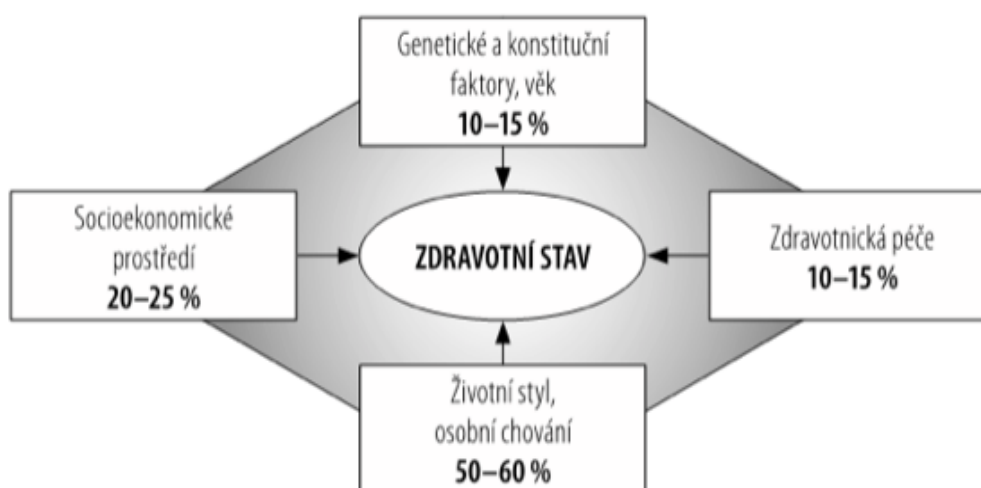 Genetické a konstituční
faktory, věk
10–15 %
Socioekonomické
prostředí
20–25 %
ZDRAVOTNÍ STAV
Zdravotnická péče
10–15 %
Životní styl,
osobní chování
50–60 %